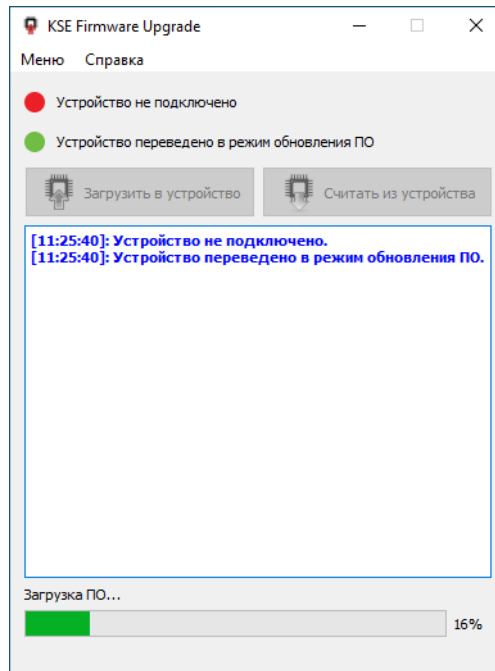 KSE Firmware Upgrade
Меню Справка
Устройство не подключено
Устройство переведено в режим обновления ПО
Загрузить в устройство Считать из устройства
[11:25:40]: Устройство не подключено.
[11:25:40]: Устройство переведено в режим обновления ПО.
Загрузка ПО...
16%